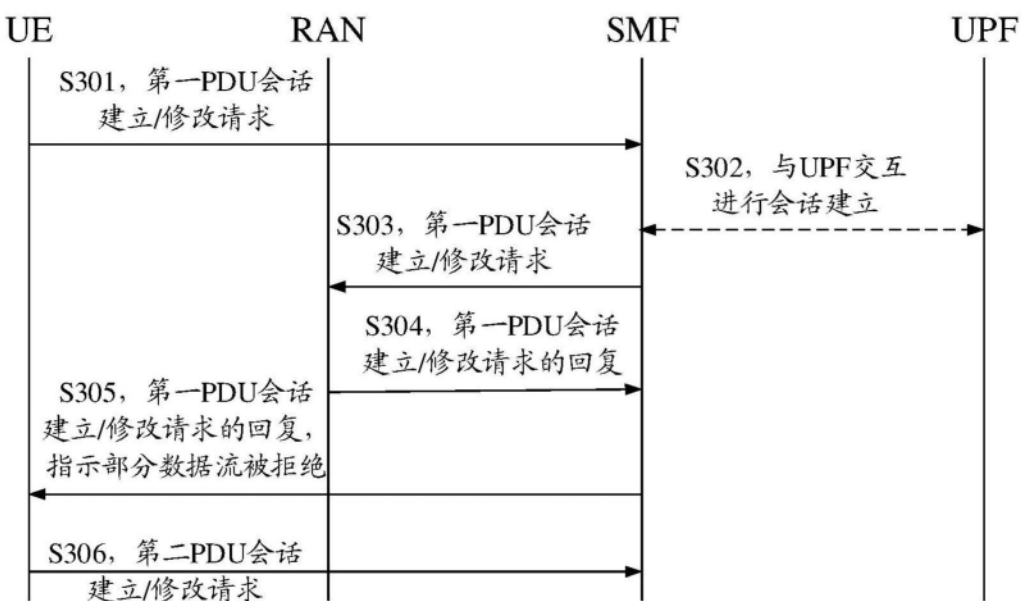 UE RAN SMF UPF
S301，第一PDU会话
建立/修改请求
S302，与UPF交互
进行会话建立
S303，第一PDU会话
建立/修改请求
S304，第一PDU会话
建立/修改请求的回复
S305，第一PDU会话
建立/修改请求的回复，
指示部分数据流被拒绝
S306，第二PDU会话
建立/修改请求